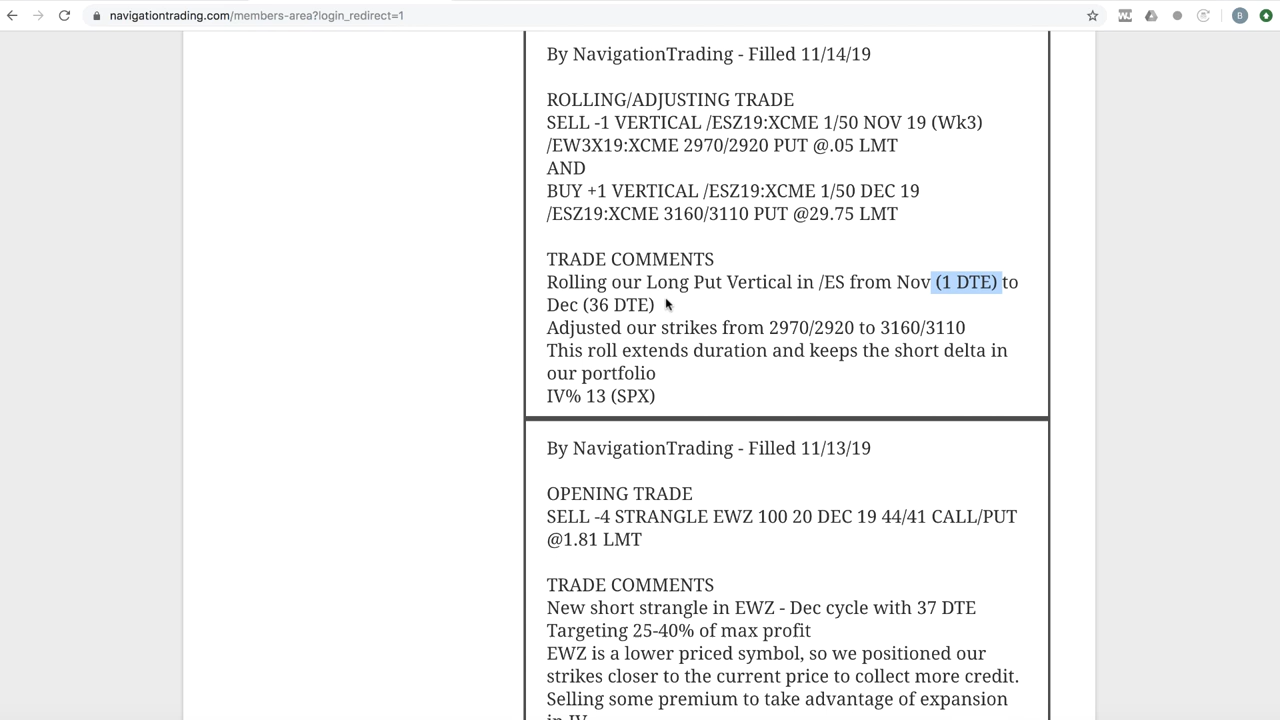 navigationtrading.com/members-area?login_redirect=1
B
By NavigationTrading - Filled 11/14/19
ROLLING/ADJUSTING TRADE
SELL -1 VERTICAL /ESZ19:XCME 1/50 NOV 19 (Wk3)
/EW3X19:XCME 2970/2920 PUT @.05 LMT
AND
BUY +1 VERTICAL /ESZ19:XCME 1/50 DEC 19
/ESZ19:XCME 3160/3110 PUT @29.75 LMT
TRADE COMMENTS
Rolling our Long Put Vertical in /ES from Nov (1 DTE) to
Dec (36 DTE)
Adjusted our strikes from 2970/2920 to 3160/3110
This roll extends duration and keeps the short delta in
our portfolio
IV% 13 (SPX)
By NavigationTrading - Filled 11/13/19
OPENING TRADE
SELL -4 STRANGLE EWZ 100 20 DEC 19 44/41 CALL/PUT
@1.81 LMT
TRADE COMMENTS
New short strangle in EWZ - Dec cycle with 37 DTE
Targeting 25-40% of max profit
EWZ is a lower priced symbol, so we positioned our
strikes closer to the current price to collect more credit.
Selling some premium to take advantage of expansion
in IV